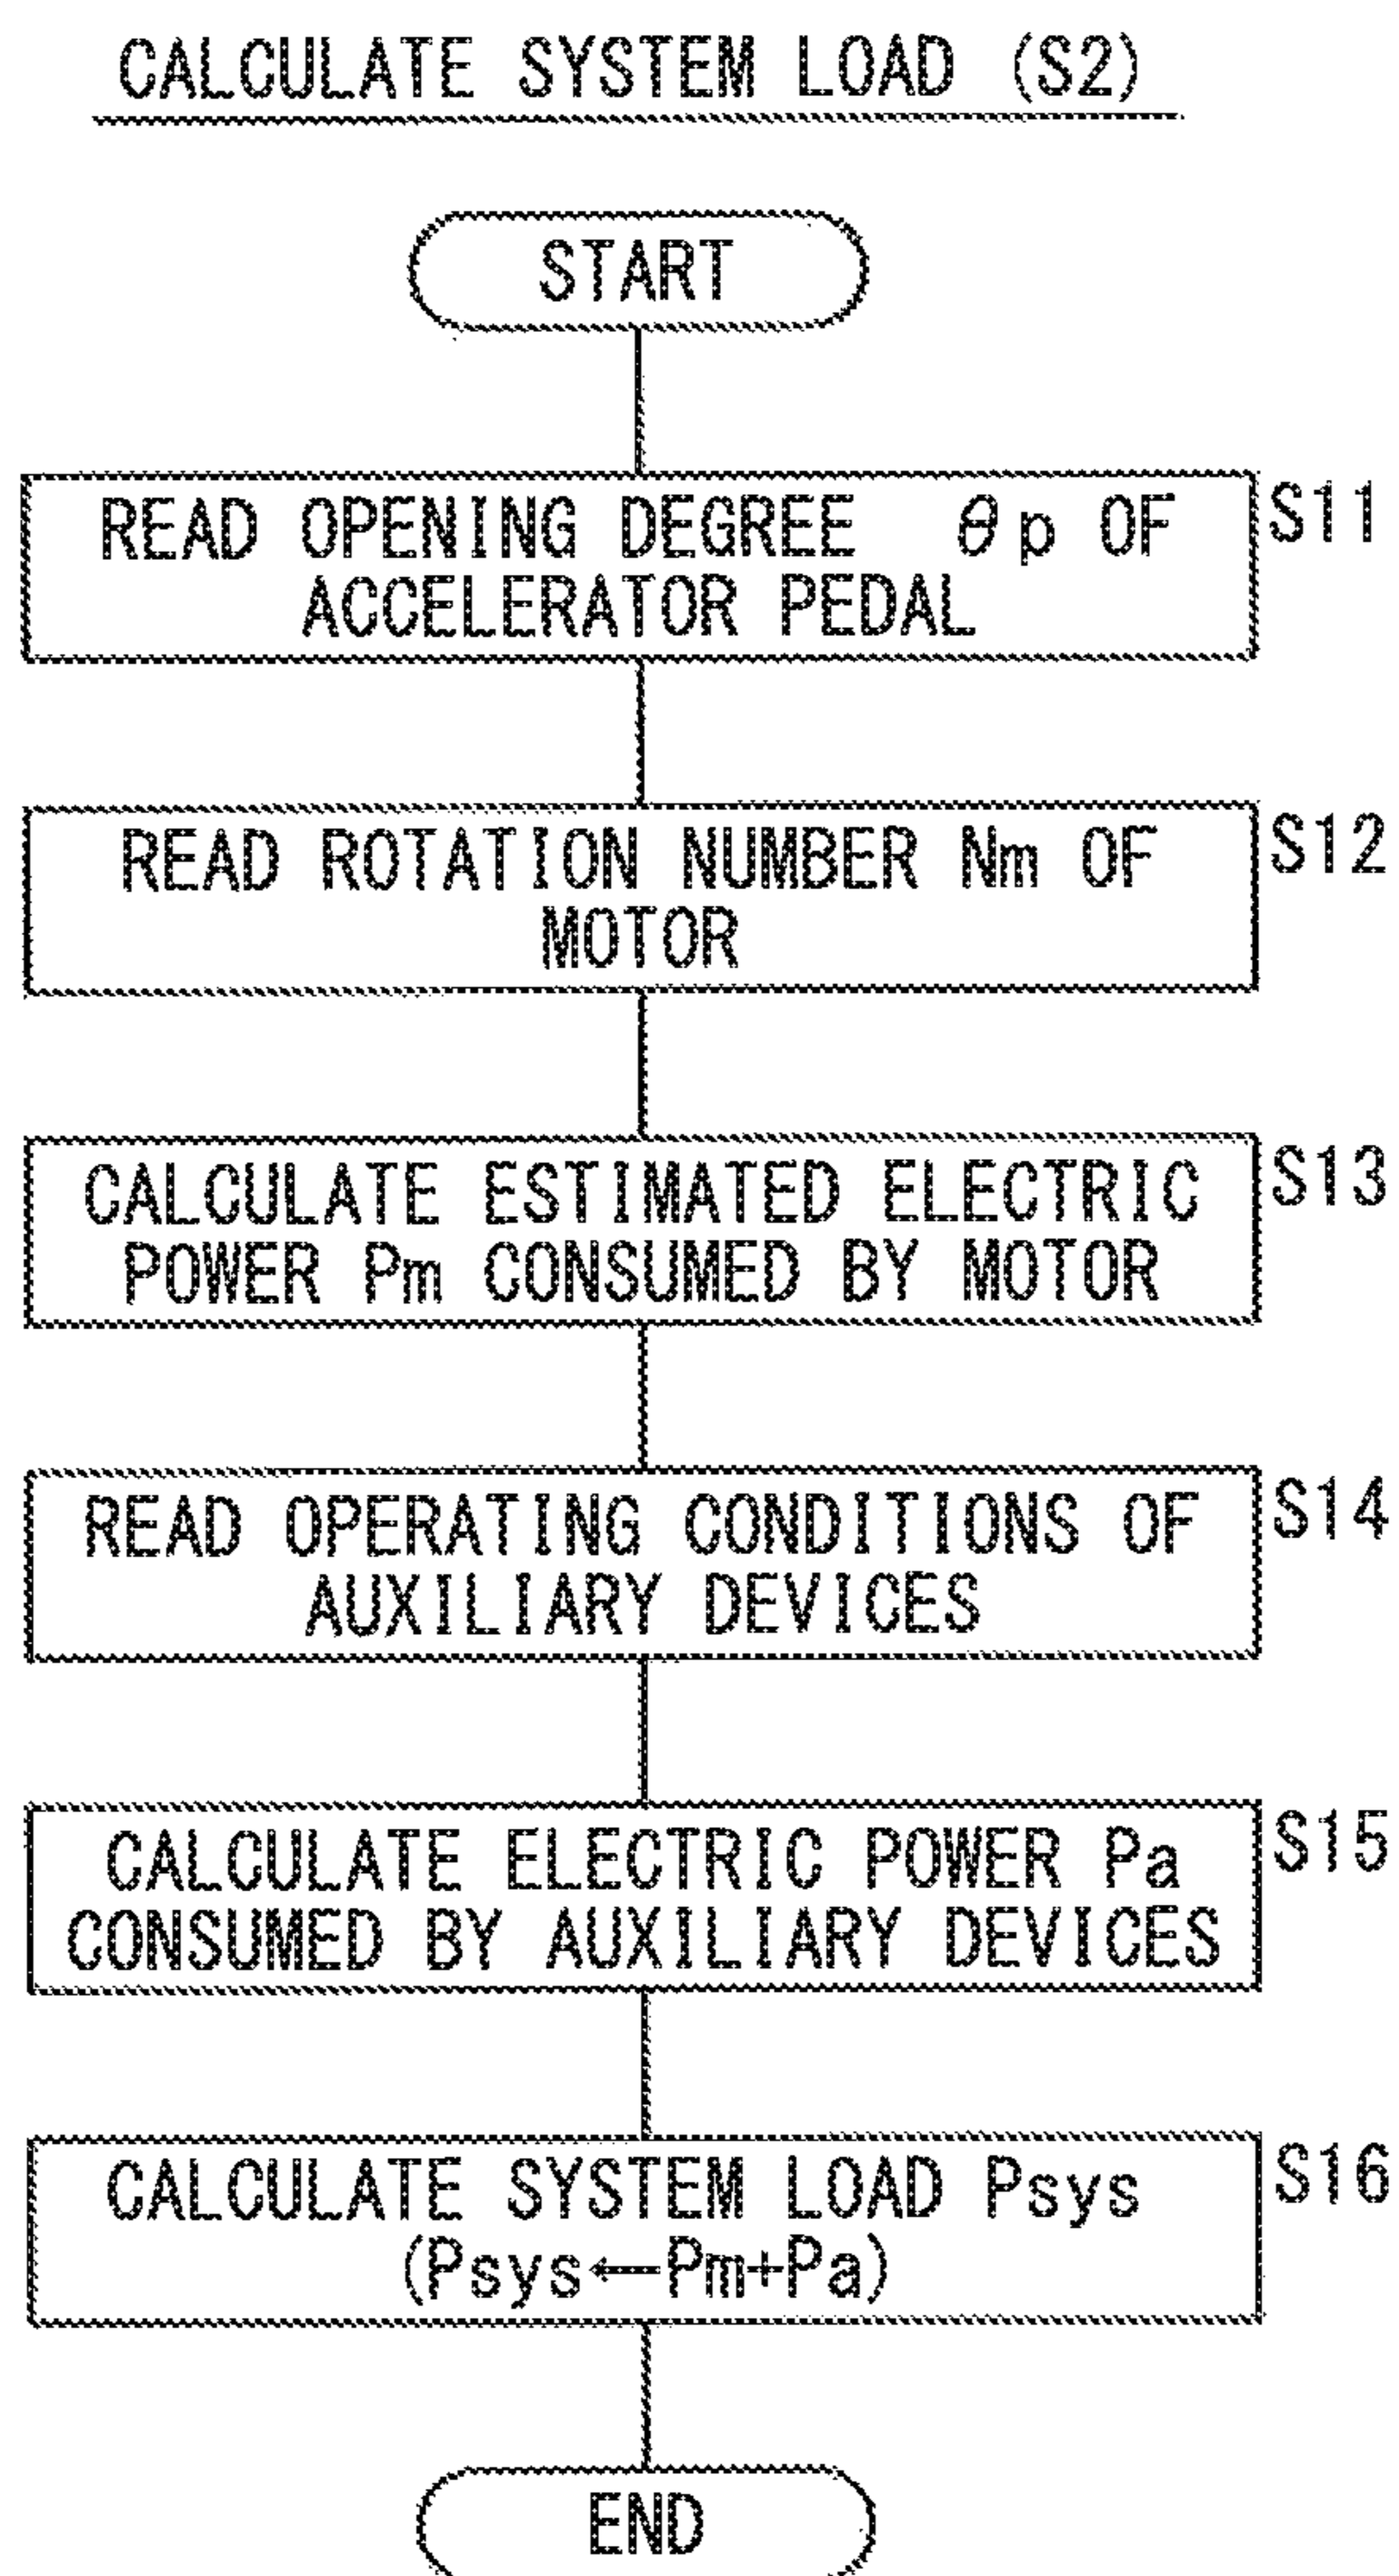 CALCULATE SYSTEM LOAD (S2)
START
READ OPENING DEGREE θp OF
ACCELERATOR PEDAL
S11
READ ROTATION NUMBER Nm OF
MOTOR
S12
CALCULATE ESTIMATED ELECTRIC
POWER Pm CONSUMED BY MOTOR
S13
READ OPERATING CONDITIONS OF
AUXILIARY DEVICES
S14
CALCULATE ELECTRIC POWER Pa
CONSUMED BY AUXILIARY DEVICES
S15
CALCULATE SYSTEM LOAD Psys
(Psys←Pm+Pa)
S16
END